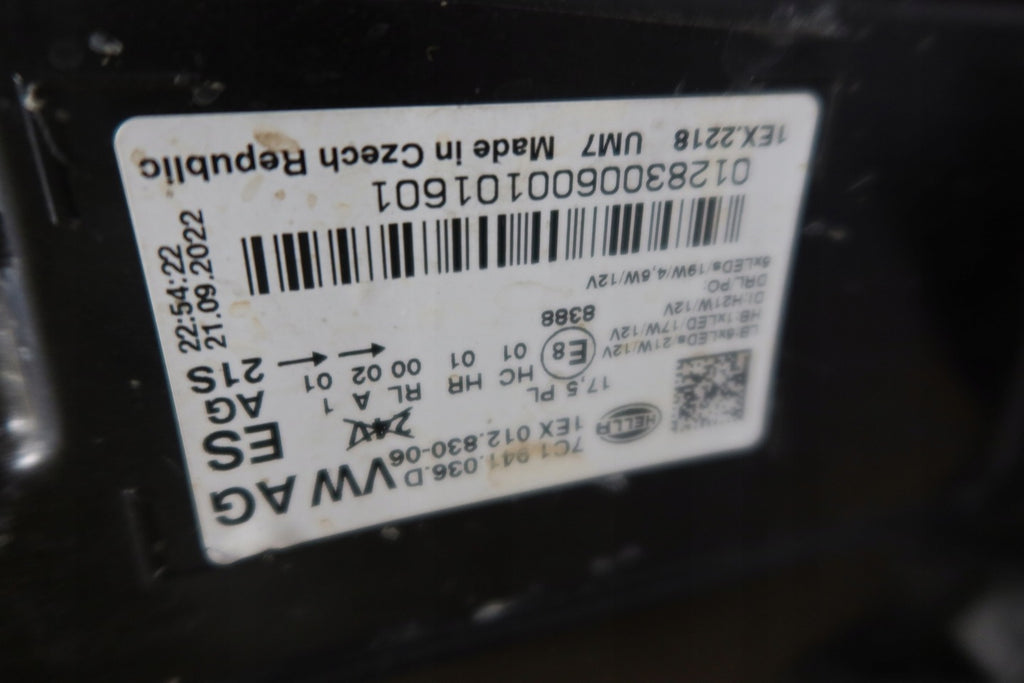 7C1 941.036.D VW AG
HELLA 1EX 012.830-06 ES
24V AG
17,5 PL RL A 1 21S
HC HR 00 02 01
E8 01 01
8388
LB 6xLEDs/21W/12V
HB:1xLED/17W/12V
DI:H21W/12V
DRL,PO:
6xLEDs/19W/4,6W/12V
22:54:22
21.09.2022
0128300600101601
1EX.2218 UM7 Made in Czech Republic